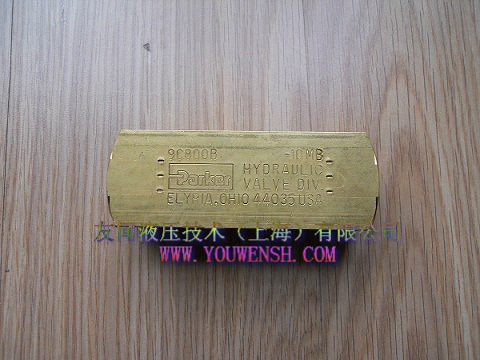 9C800B -10MB
Parker HYDRAULIC
VALVE DIV
ELYRIA, OHIO 44035 USA
友闻液压技术（上海）有限公司
WWW.YOUWENSH.COM